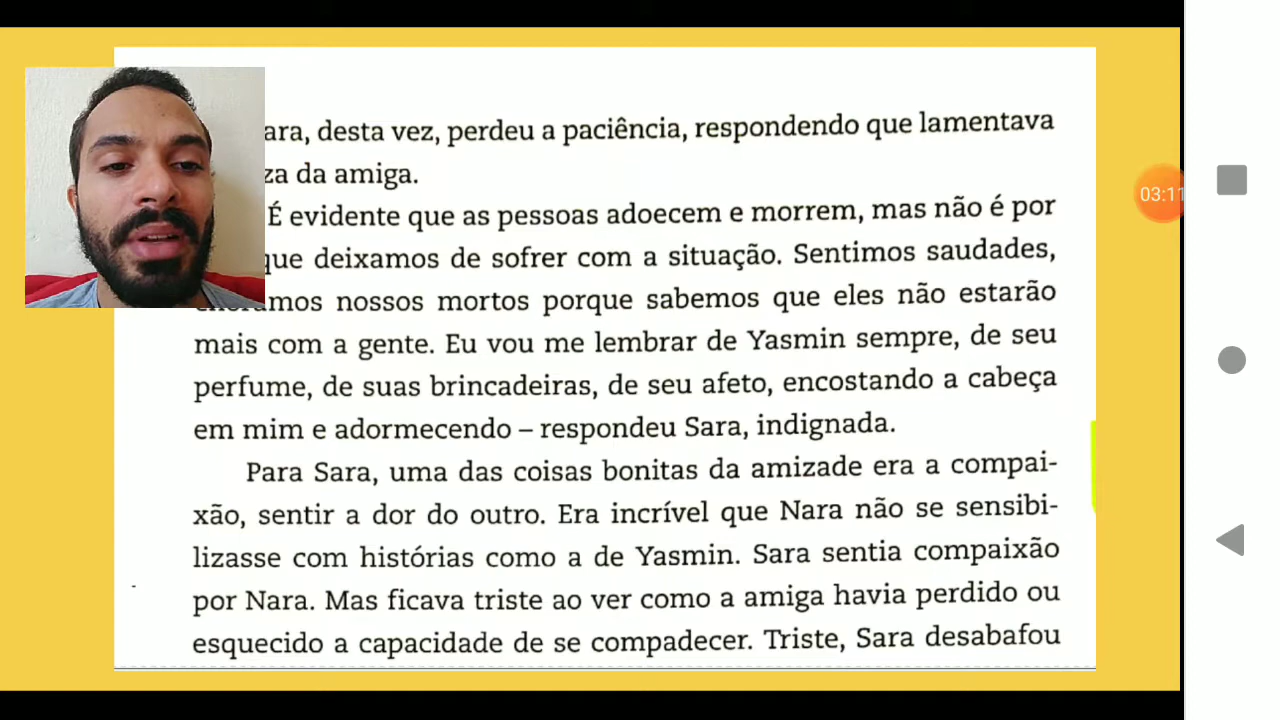 ara, desta vez, perdeu a paciência, respondendo que lamentava
za da amiga.
É evidente que as pessoas adoecem e morrem, mas não é por
que deixamos de sofrer com a situação. Sentimos saudades,
nossos mortos porque sabemos que eles não estarão
mais com a gente. Eu vou me lembrar de Yasmin sempre, de seu
perfume, de suas brincadeiras, de seu afeto, encostando a cabeça
em mim e adormecendo – respondeu Sara, indignada.
Para Sara, uma das coisas bonitas da amizade era a compai-
xão, sentir a dor do outro. Era incrível que Nara não se sensibi-
lizasse com histórias como a de Yasmin. Sara sentia compaixão
por Nara. Mas ficava triste ao ver como a amiga havia perdido ou
esquecido a capacidade de se compadecer. Triste, Sara desabafou
03:11